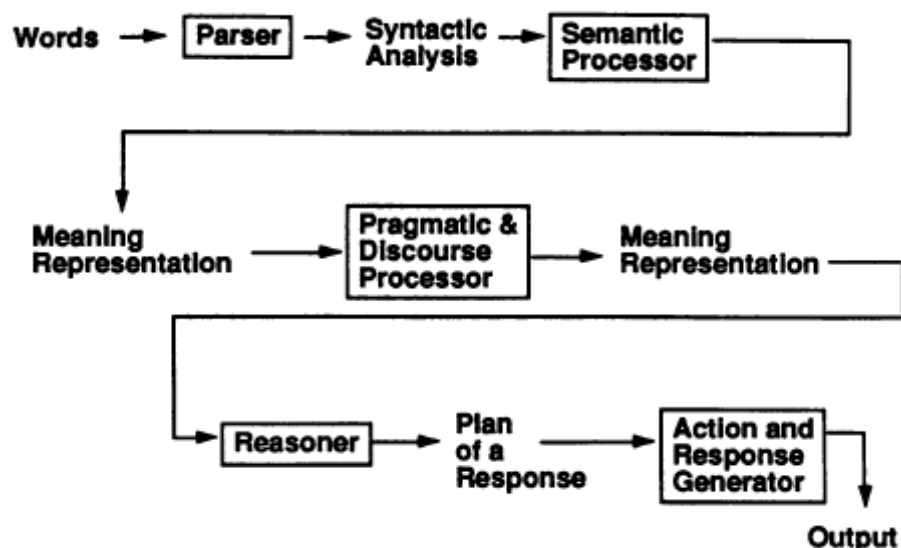 Words
Parser
Syntactic
Analysis
Semantic
Processor
Meaning
Representation
Pragmatic &
Discourse
Processor
Meaning
Representation
Reasoner
Plan
of a
Response
Action and
Response
Generator
Output